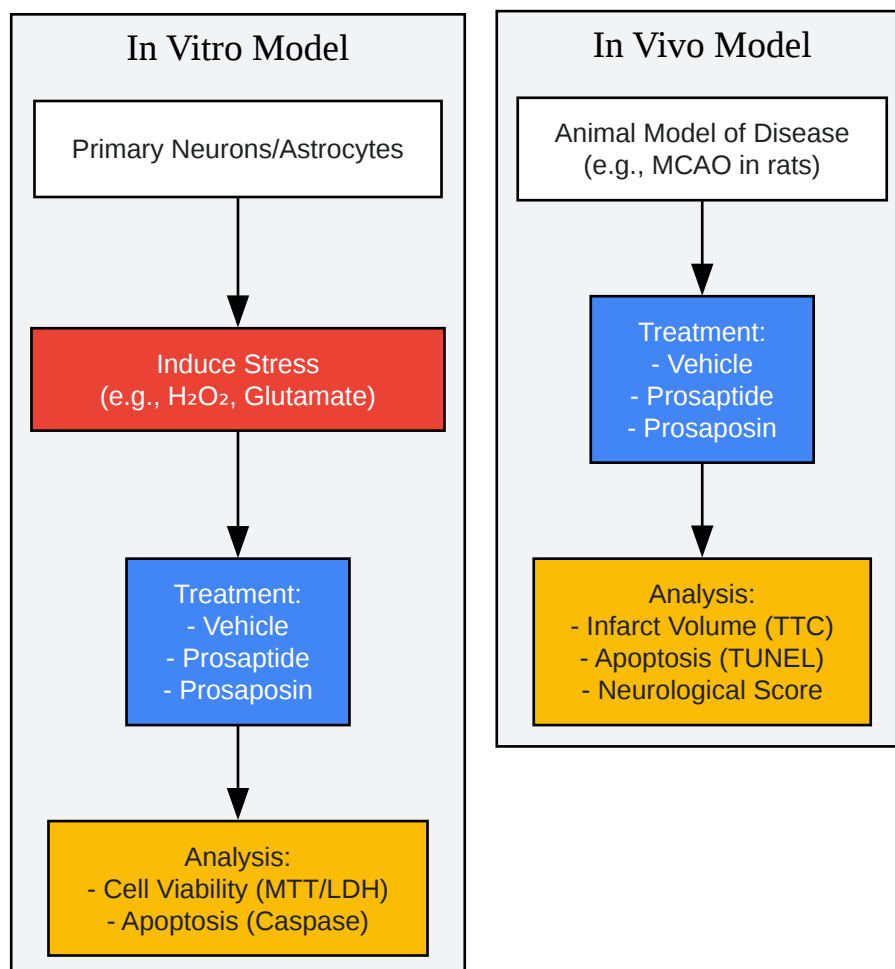 In Vitro Model
Primary Neurons/Astrocytes
Induce Stress
(e.g., H₂O₂, Glutamate)
Treatment:
- Vehicle
- Prosaptide
- Prosaposin
Analysis:
- Cell Viability (MTT/LDH)
- Apoptosis (Caspase)
In Vivo Model
Animal Model of Disease
(e.g., MCAO in rats)
Treatment:
- Vehicle
- Prosaptide
- Prosaposin
Analysis:
- Infarct Volume (TTC)
- Apoptosis (TUNEL)
- Neurological Score